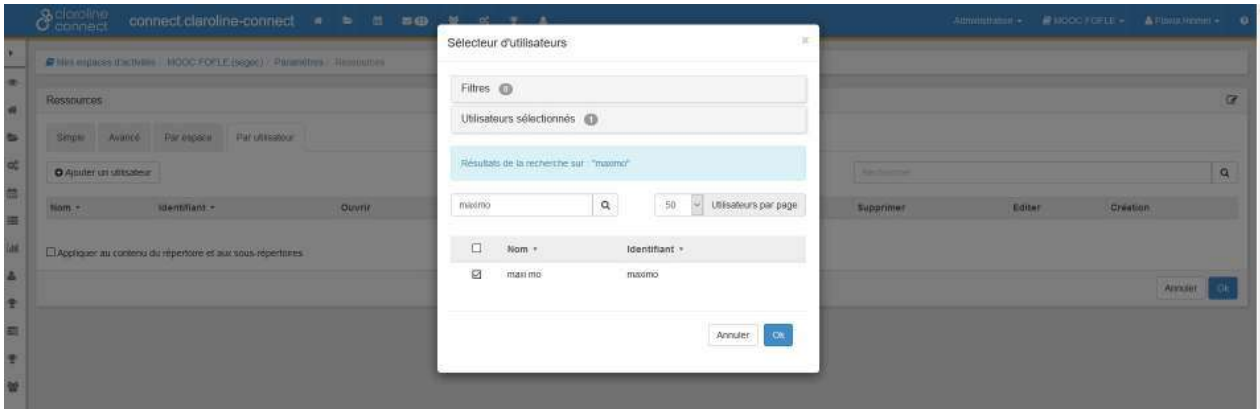 claroline
connect
connect.claroline-connect
Administration
MOOC FOFLE
Sélecteur d'utilisateurs
Mes espaces d'activités / MOOC FOFLE / Paramètres / Ressources
Filtres 0
Ressources
Utilisateurs sélectionnés 1
Simple Avancé Par espace Par utilisateur
Résultats de la recherche sur : "maximo"
Ajouter un utilisateur
Rechercher
maximo 50 Utilisateurs par page
Nom Identifiant Ouvrir Supprimer Editer Création
Nom Identifiant
Appliquer au contenu du répertoire et aux sous-répertoires
maxi mo maximo
Annuler Ok
Annuler Ok